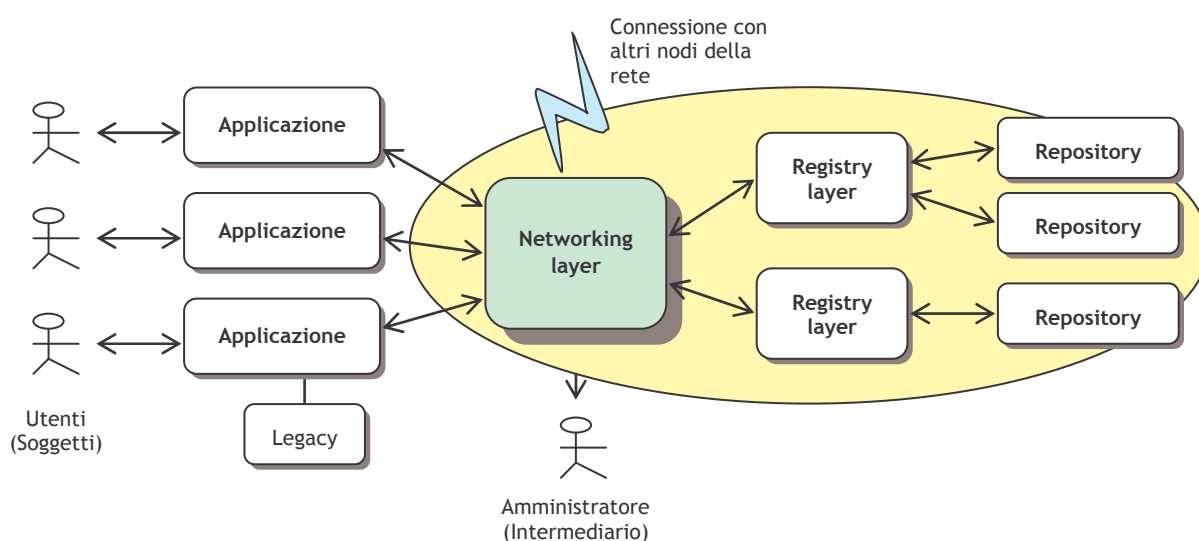 Connessione con
altri nodi della
rete
Applicazione
Applicazione
Applicazione
Legacy
Utenti
(Soggetti)
Networking
layer
Registry
layer
Registry
layer
Repository
Repository
Repository
Amministratore
(Intermediario)